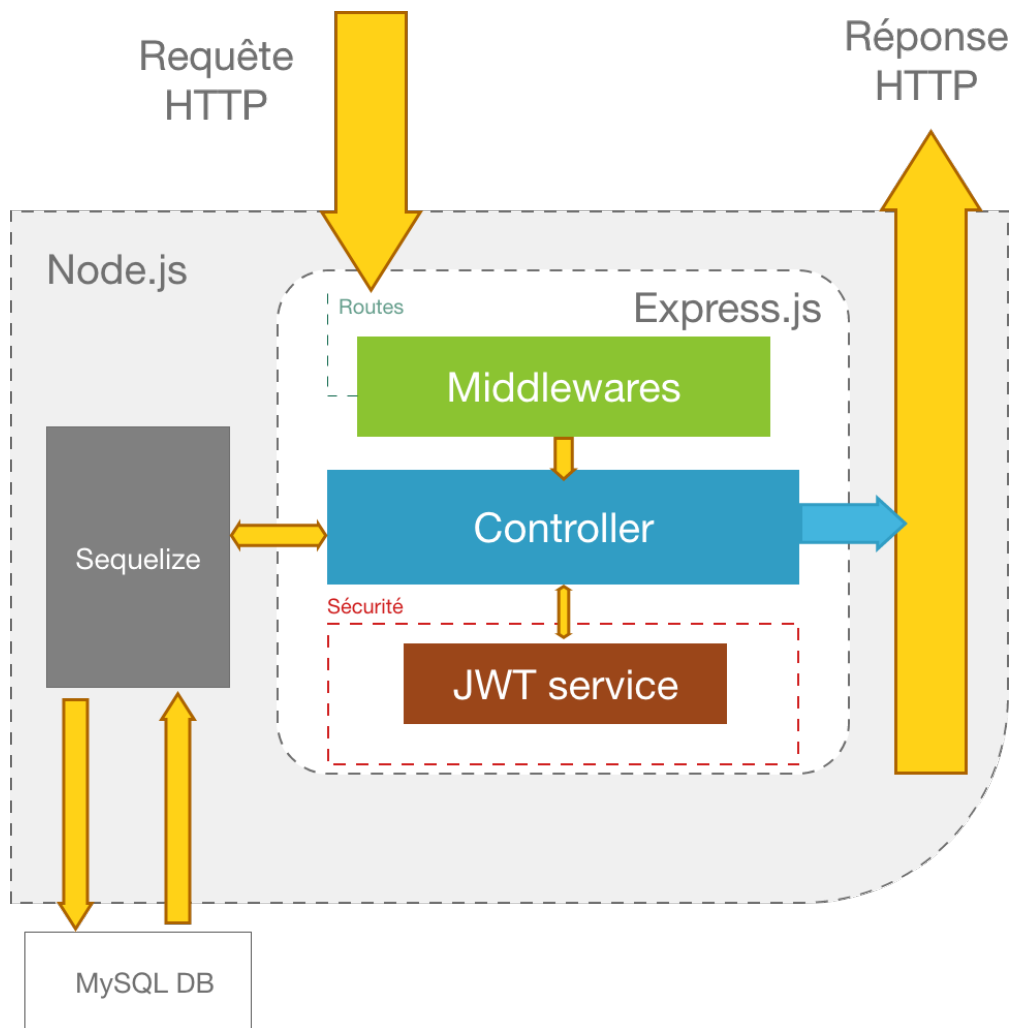 Requête
HTTP
Réponse
HTTP
Node.js
Routes
Express.js
Middlewares
Controller
Sequelize
Sécurité
JWT service
MySQL DB